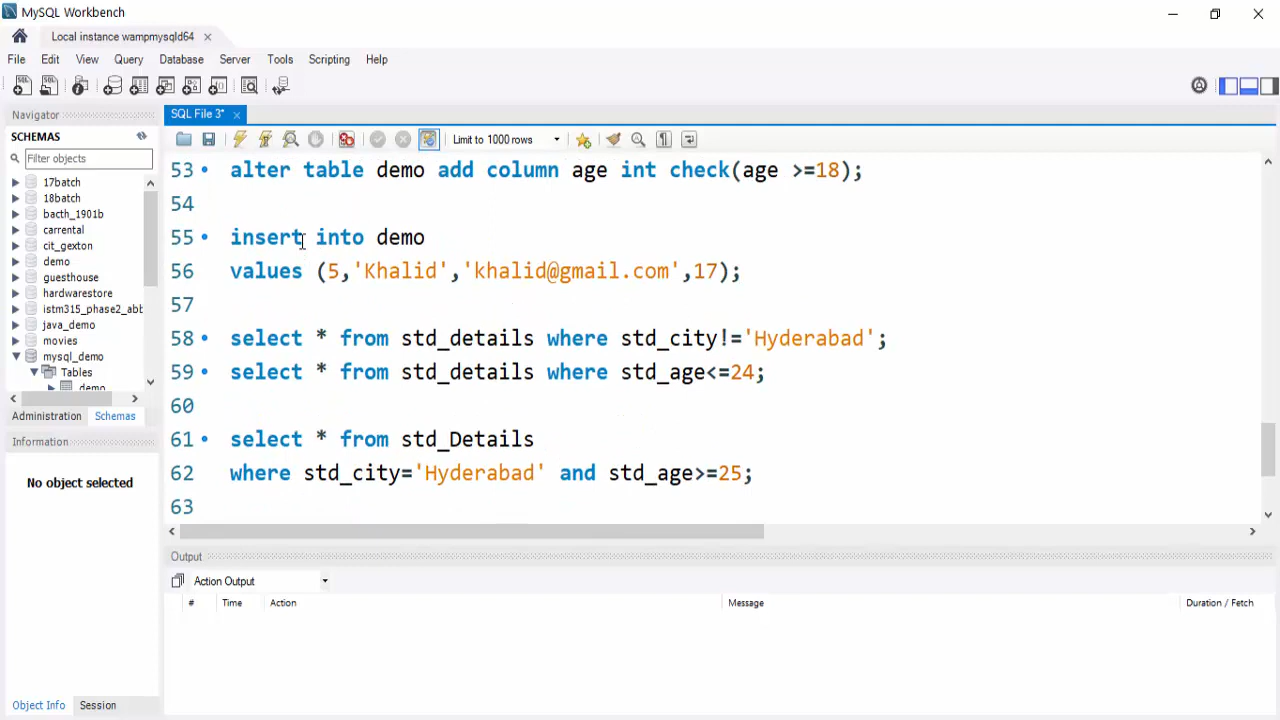 MySQL Workbench
Local instance wampmysqld64
File Edit View Query Database Server Tools Scripting Help
Navigator
SCHEMAS
Filter objects
17batch
18batch
bacth_1901b
carrental
cit_gexton
demo
guesthouse
hardwarestore
istm315_phase2_abb
java_demo
movies
mysql_demo
Tables
demo
Administration Schemas
Information
No object selected
Object Info Session
SQL File 3*
Limit to 1000 rows
53 alter table demo add column age int check(age >=18);
54
55 insert into demo
56 values (5,'Khalid','khalid@gmail.com',17);
57
58 select * from std_details where std_city!='Hyderabad';
59 select * from std_details where std_age<=24;
60
61 select * from std_Details
62 where std_city='Hyderabad' and std_age>=25;
63
Output
Action Output
# Time Action Message Duration / Fetch